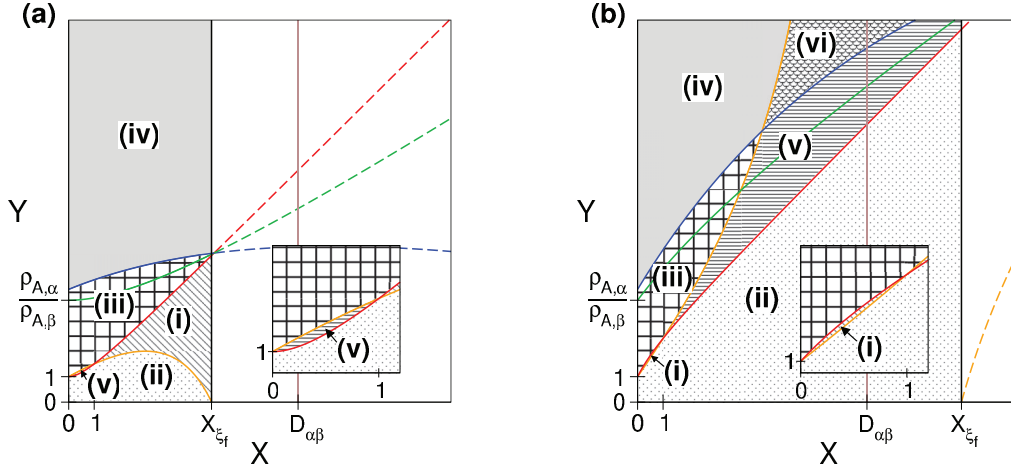 (a)
(iv)
Y
ρA,α
ρA,β
(iii)
(i)
(v)
(ii)
1
0
0
1
Xξf
Dαβ
X
1
(v)
0
1
(b)
(vi)
(iv)
(v)
Y
ρA,α
ρA,β
(iii)
(ii)
(i)
1
0
0
1
Dαβ
Xξf
X
1
(i)
0
1